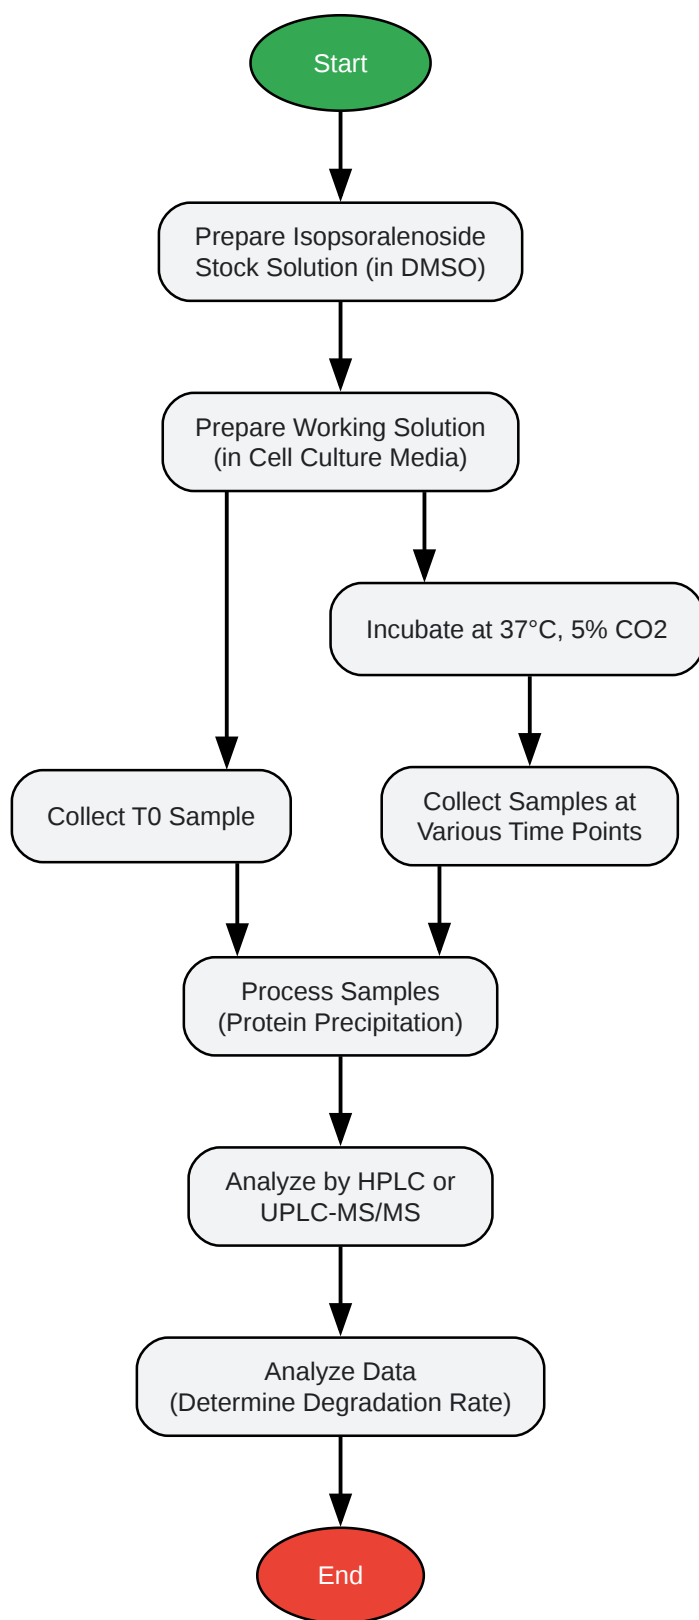 Start
Prepare Isopsoralenoside
Stock Solution (in DMSO)
Prepare Working Solution
(in Cell Culture Media)
Incubate at 37°C, 5% CO2
Collect T0 Sample
Collect Samples at
Various Time Points
Process Samples
(Protein Precipitation)
Analyze by HPLC or
UPLC-MS/MS
Analyze Data
(Determine Degradation Rate)
End